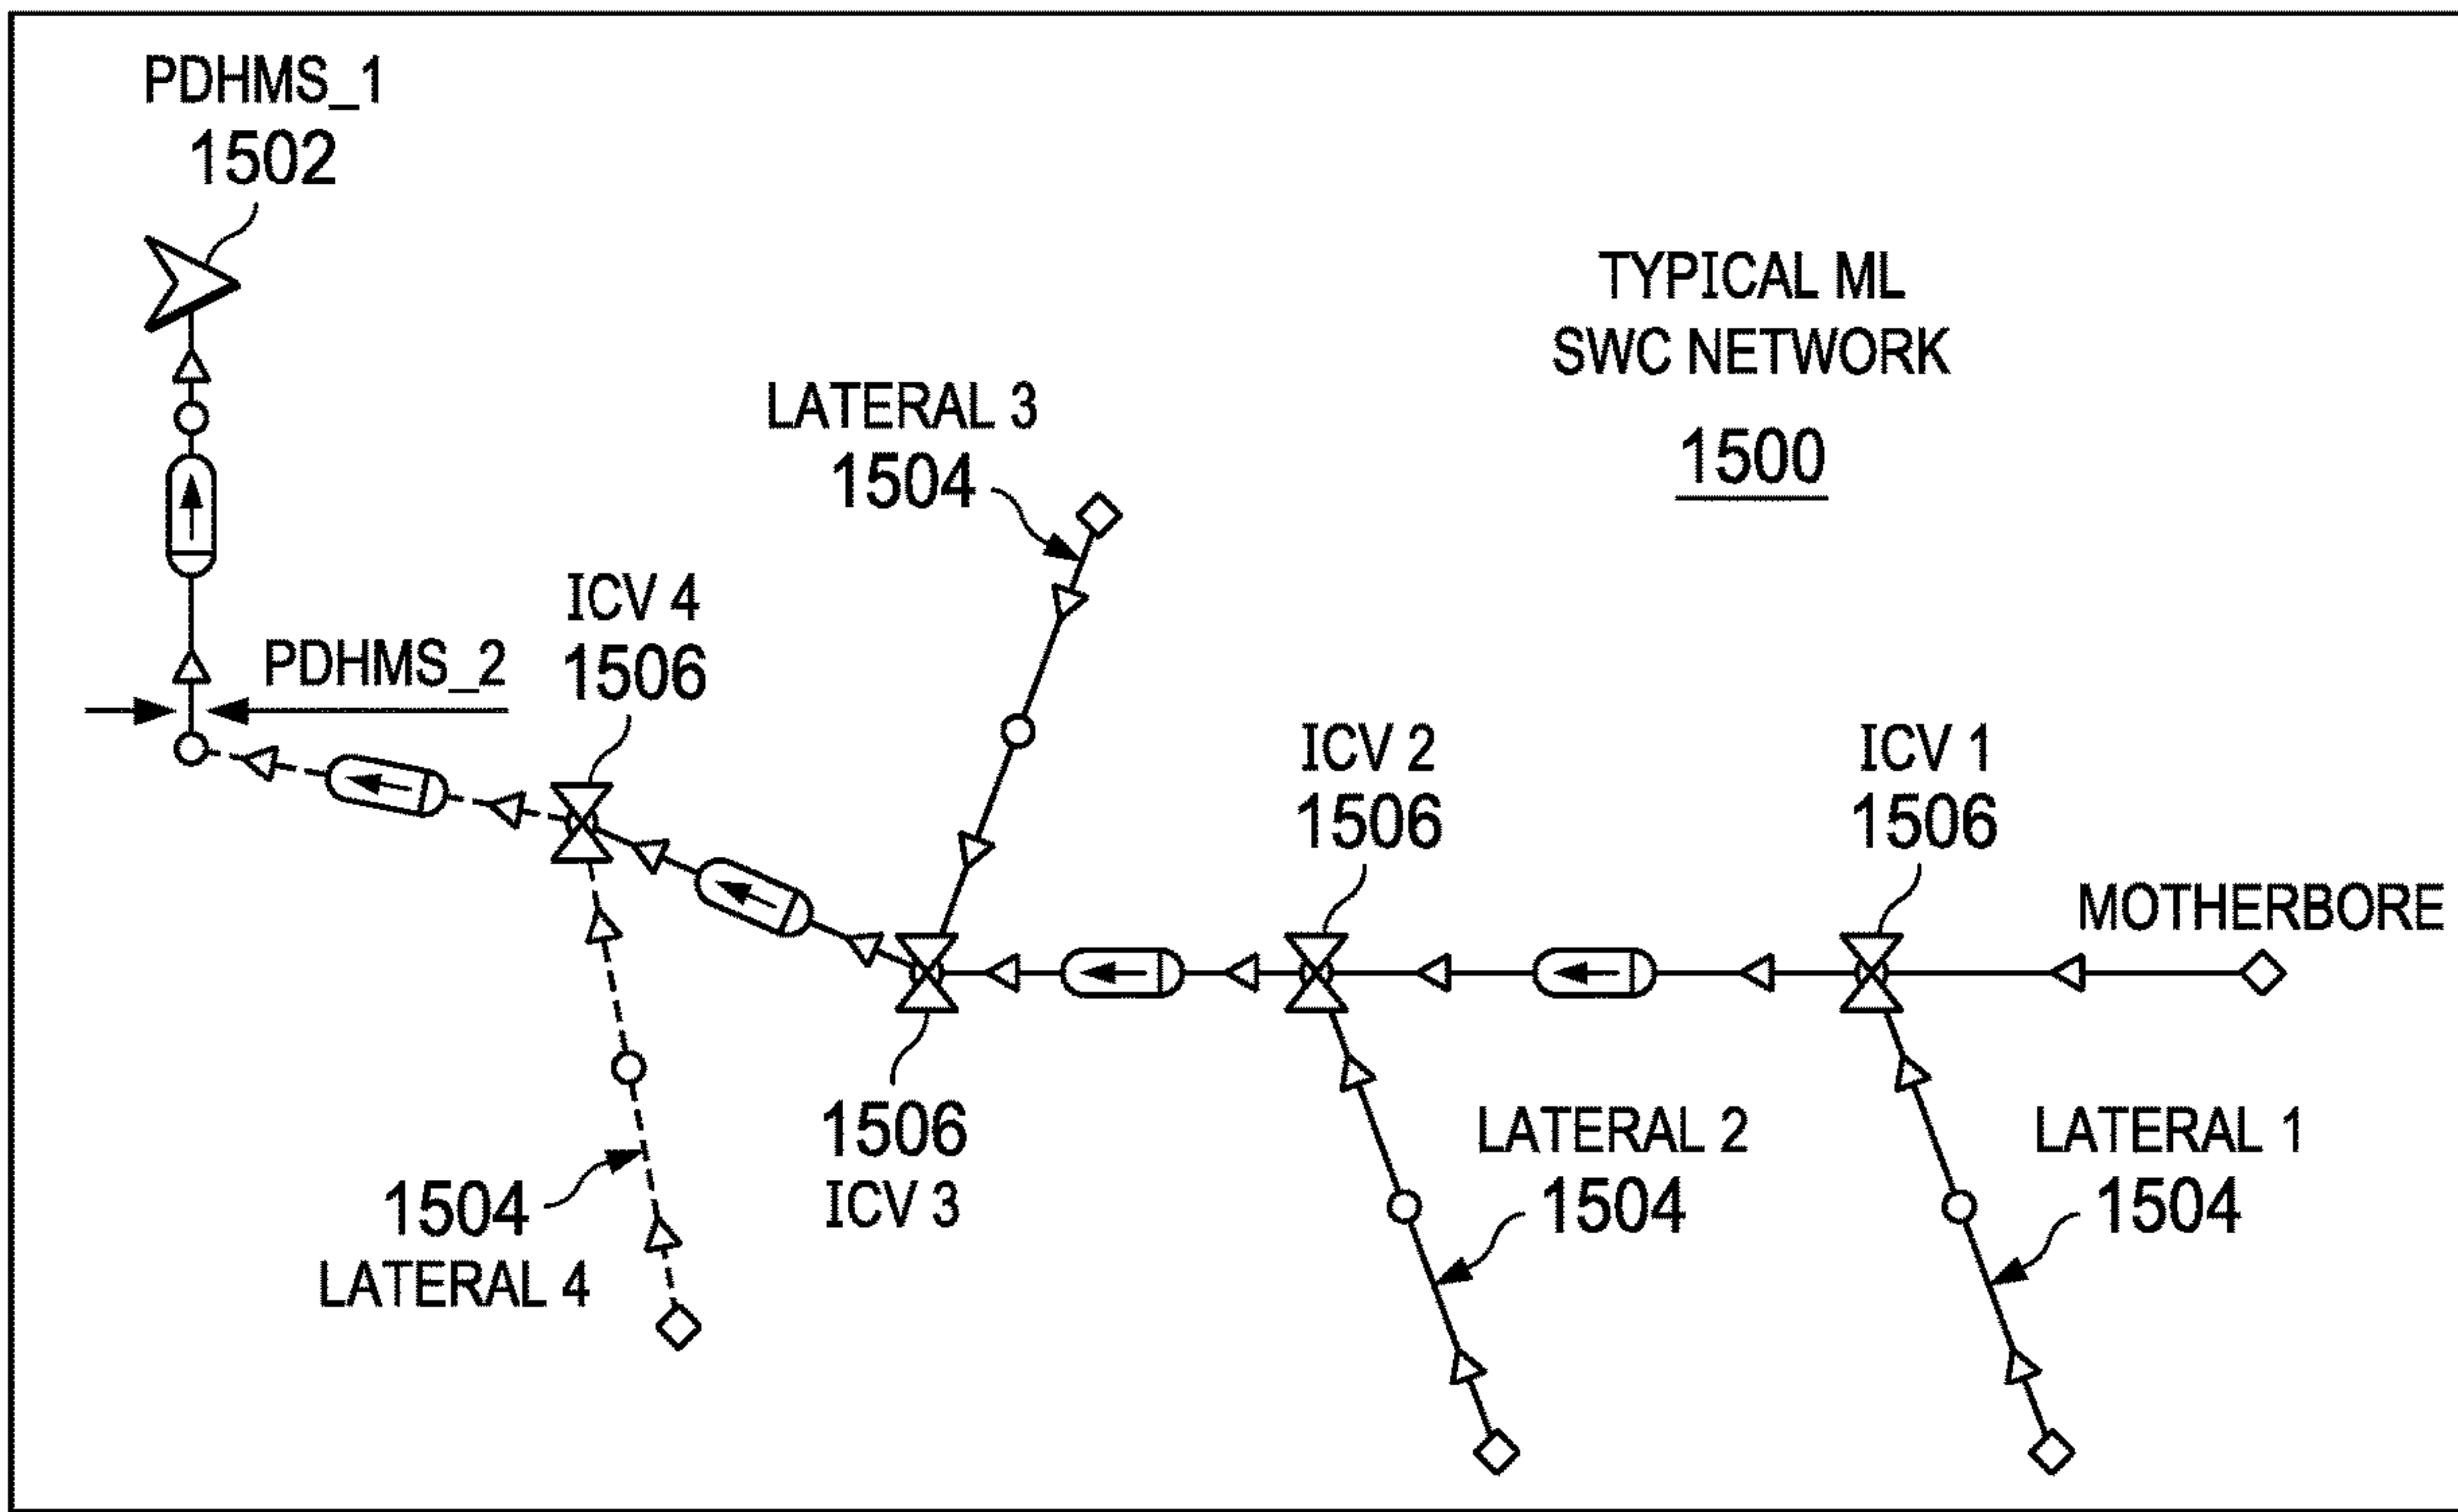 PDHMS_1
1502
TYPICAL ML
SWC NETWORK
1500
LATERAL 3
1504
ICV 4
1506
PDHMS_2
ICV 2
1506
ICV 1
1506
MOTHERBORE
1506
ICV 3
1504
LATERAL 4
LATERAL 2
1504
LATERAL 1
1504